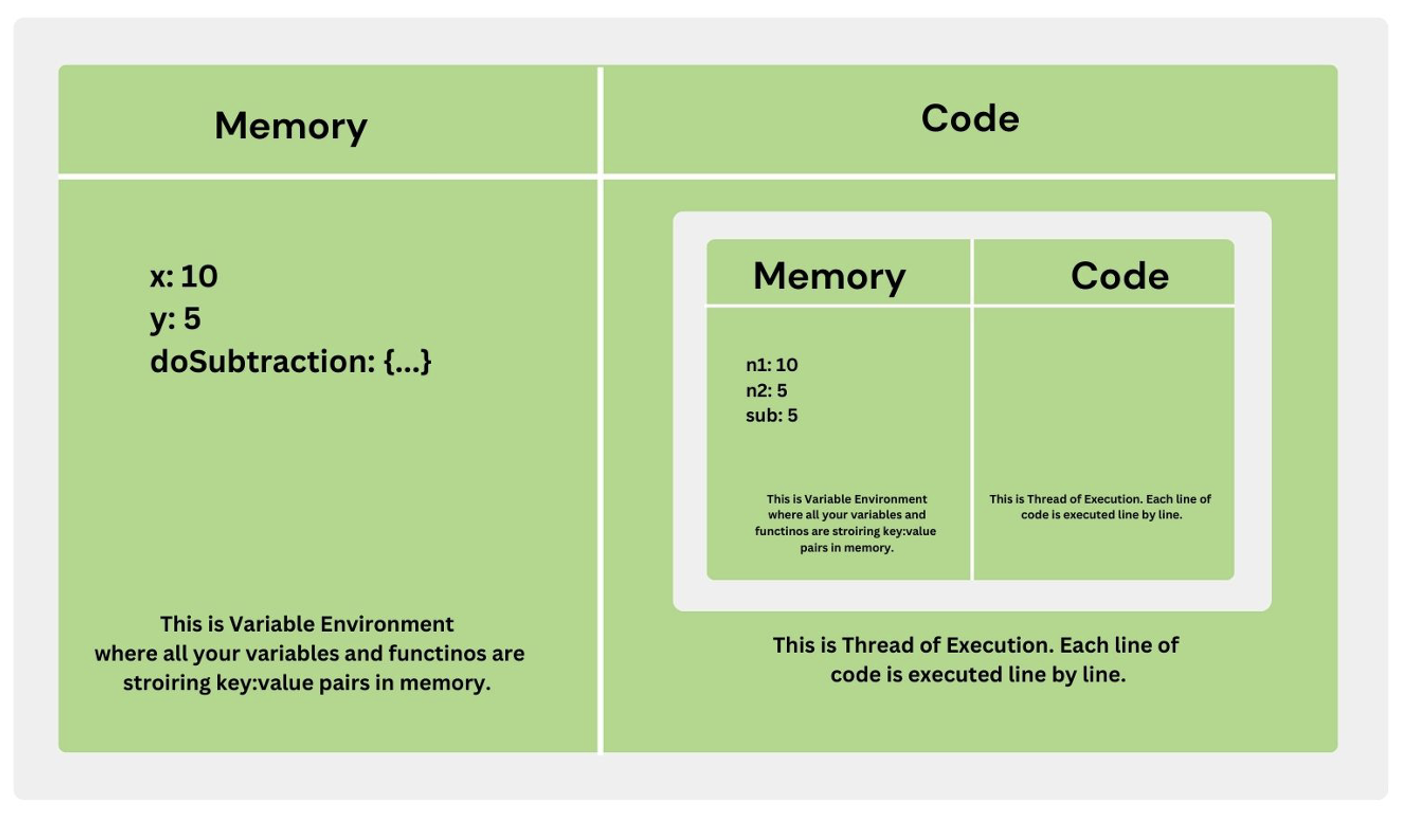 Memory
Code
x: 10
y: 5
doSubtraction: {...}
This is Variable Environment
where all your variables and functinos are
stroiring key:value pairs in memory.
Memory
Code
n1: 10
n2: 5
sub: 5
This is Variable Environment
where all your variables and
functinos are stroiring key:value
pairs in memory.
This is Thread of Execution. Each line of
code is executed line by line.
This is Thread of Execution. Each line of
code is executed line by line.